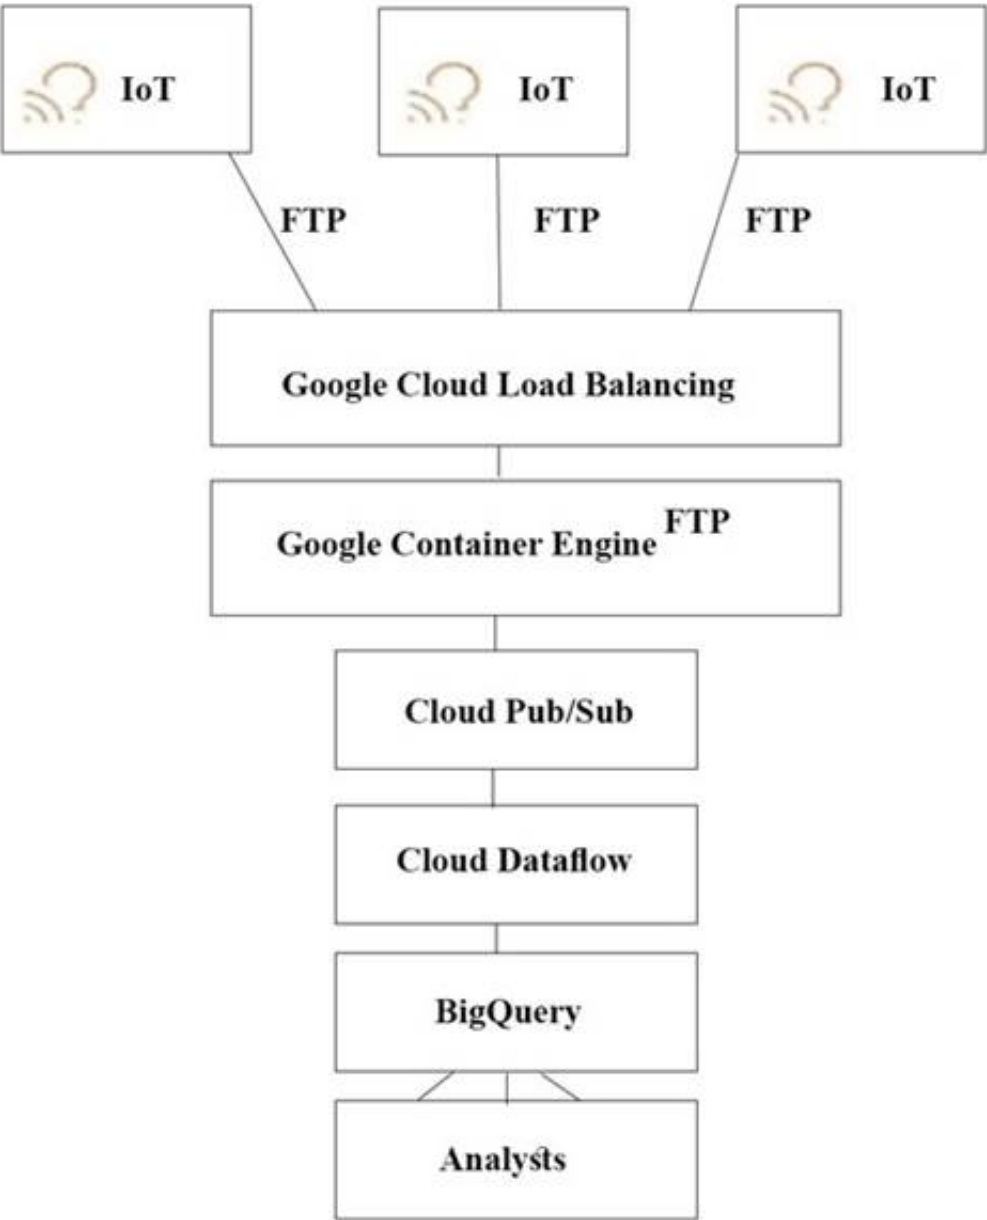 IoT
IoT
IoT
FTP
FTP
FTP
Google Cloud Load Balancing
Google Container Engine FTP
Cloud Pub/Sub
Cloud Dataflow
BigQuery
Analysts